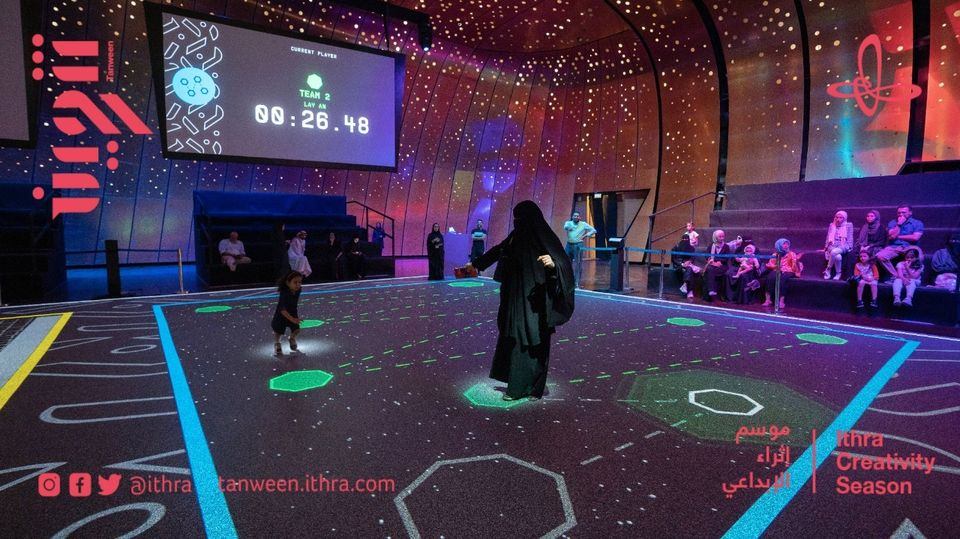 تنوين
Tanween
CURRENT PLAYER
TEAM 2
LAY AN
00:26.48
@ithra tanween.ithra.com
موسم
إثراء
الإبداعي
Ithra
Creativity
Season